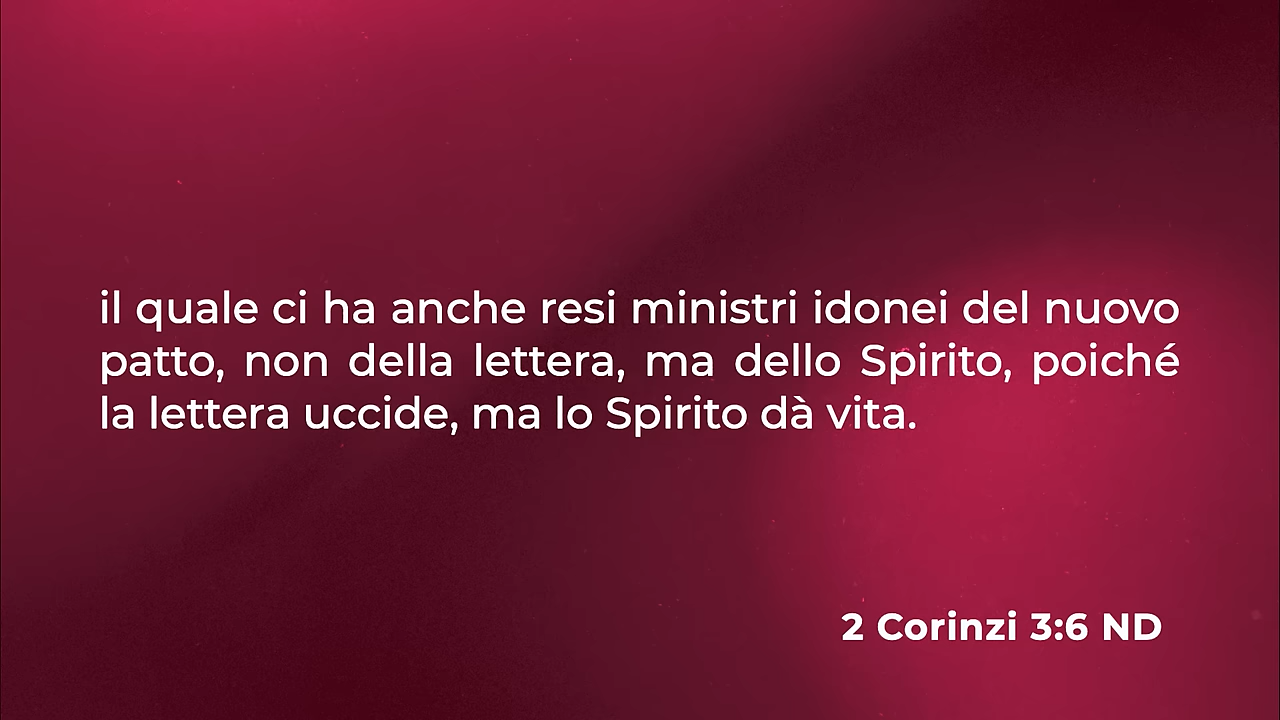 il quale ci ha anche resi ministri idonei del nuovo
patto, non della lettera, ma dello Spirito, poiché
la lettera uccide, ma lo Spirito dà vita.
2 Corinzi 3:6 ND